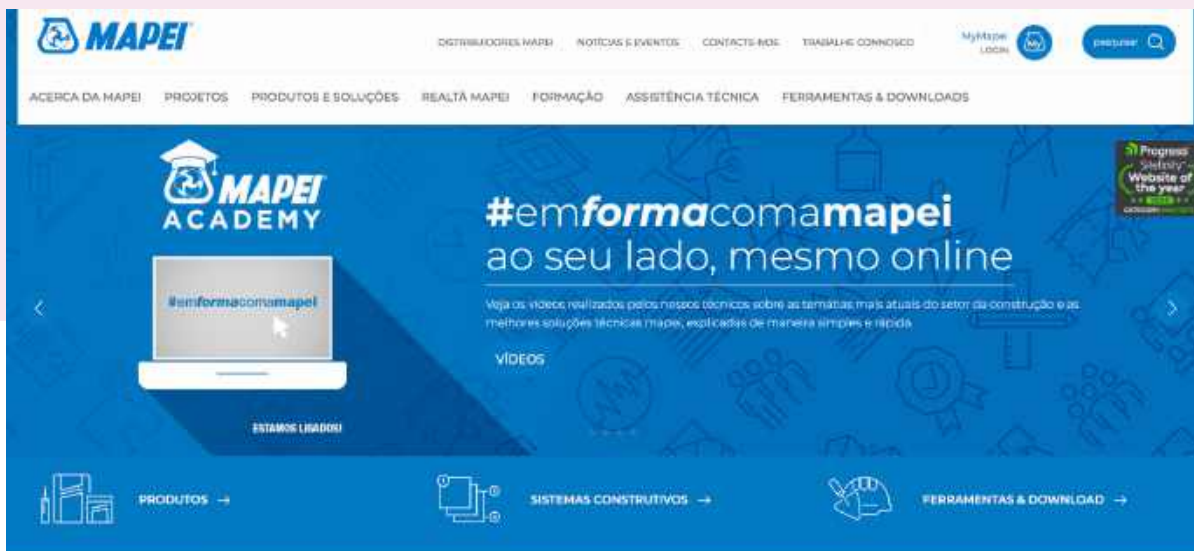 MAPEI
DISTRIBUIDORES MAPEI NOTÍCIAS E EVENTOS CONTACTE-NOS TRABALHE CONNOSCO
MyMapei
LOGIN
My
pesquisar
ACERCA DA MAPEI PROJETOS PRODUTOS E SOLUÇÕES REALTÀ MAPEI FORMAÇÃO ASSISTÊNCIA TÉCNICA FERRAMENTAS & DOWNLOADS
MAPEI
ACADEMY
#emformacomamapei
ESTAMOS LIGADOS!
#emformacomamapei
ao seu lado, mesmo online
Veja os vídeos realizados pelos nossos técnicos sobre as temáticas mais atuais do setor da construção e as
melhores soluções técnicas mapei, explicadas de maneira simples e rápida.
VÍDEOS
Progress
Sitefinity
Website of
the year
PRODUTOS →
SISTEMAS CONSTRUTIVOS →
FERRAMENTAS & DOWNLOAD →